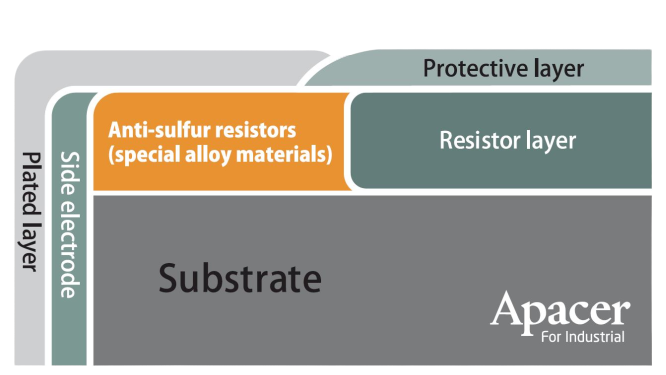 Protective layer
Anti-sulfur resistors
(special alloy materials)
Resistor layer
Plated layer
Side electrode
Substrate
Apacer
For Industrial